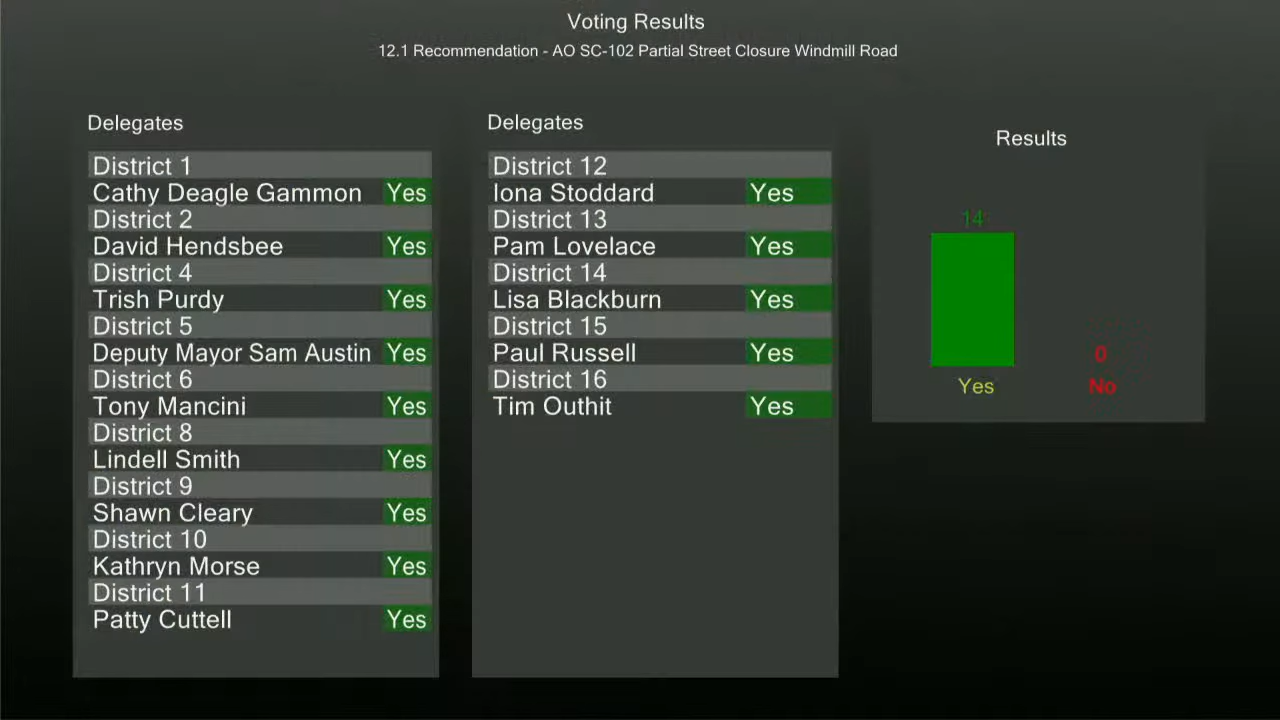 Voting Results
12.1 Recommendation - AO SC-102 Partial Street Closure Windmill Road
Delegates
District 1
Cathy Deagle Gammon Yes
District 2
David Hendsbee Yes
District 4
Trish Purdy Yes
District 5
Deputy Mayor Sam Austin Yes
District 6
Tony Mancini Yes
District 8
Lindell Smith Yes
District 9
Shawn Cleary Yes
District 10
Kathryn Morse Yes
District 11
Patty Cuttell Yes
Delegates
District 12
Iona Stoddard Yes
District 13
Pam Lovelace Yes
District 14
Lisa Blackburn Yes
District 15
Paul Russell Yes
District 16
Tim Outhit Yes
Results
14
0
Yes No